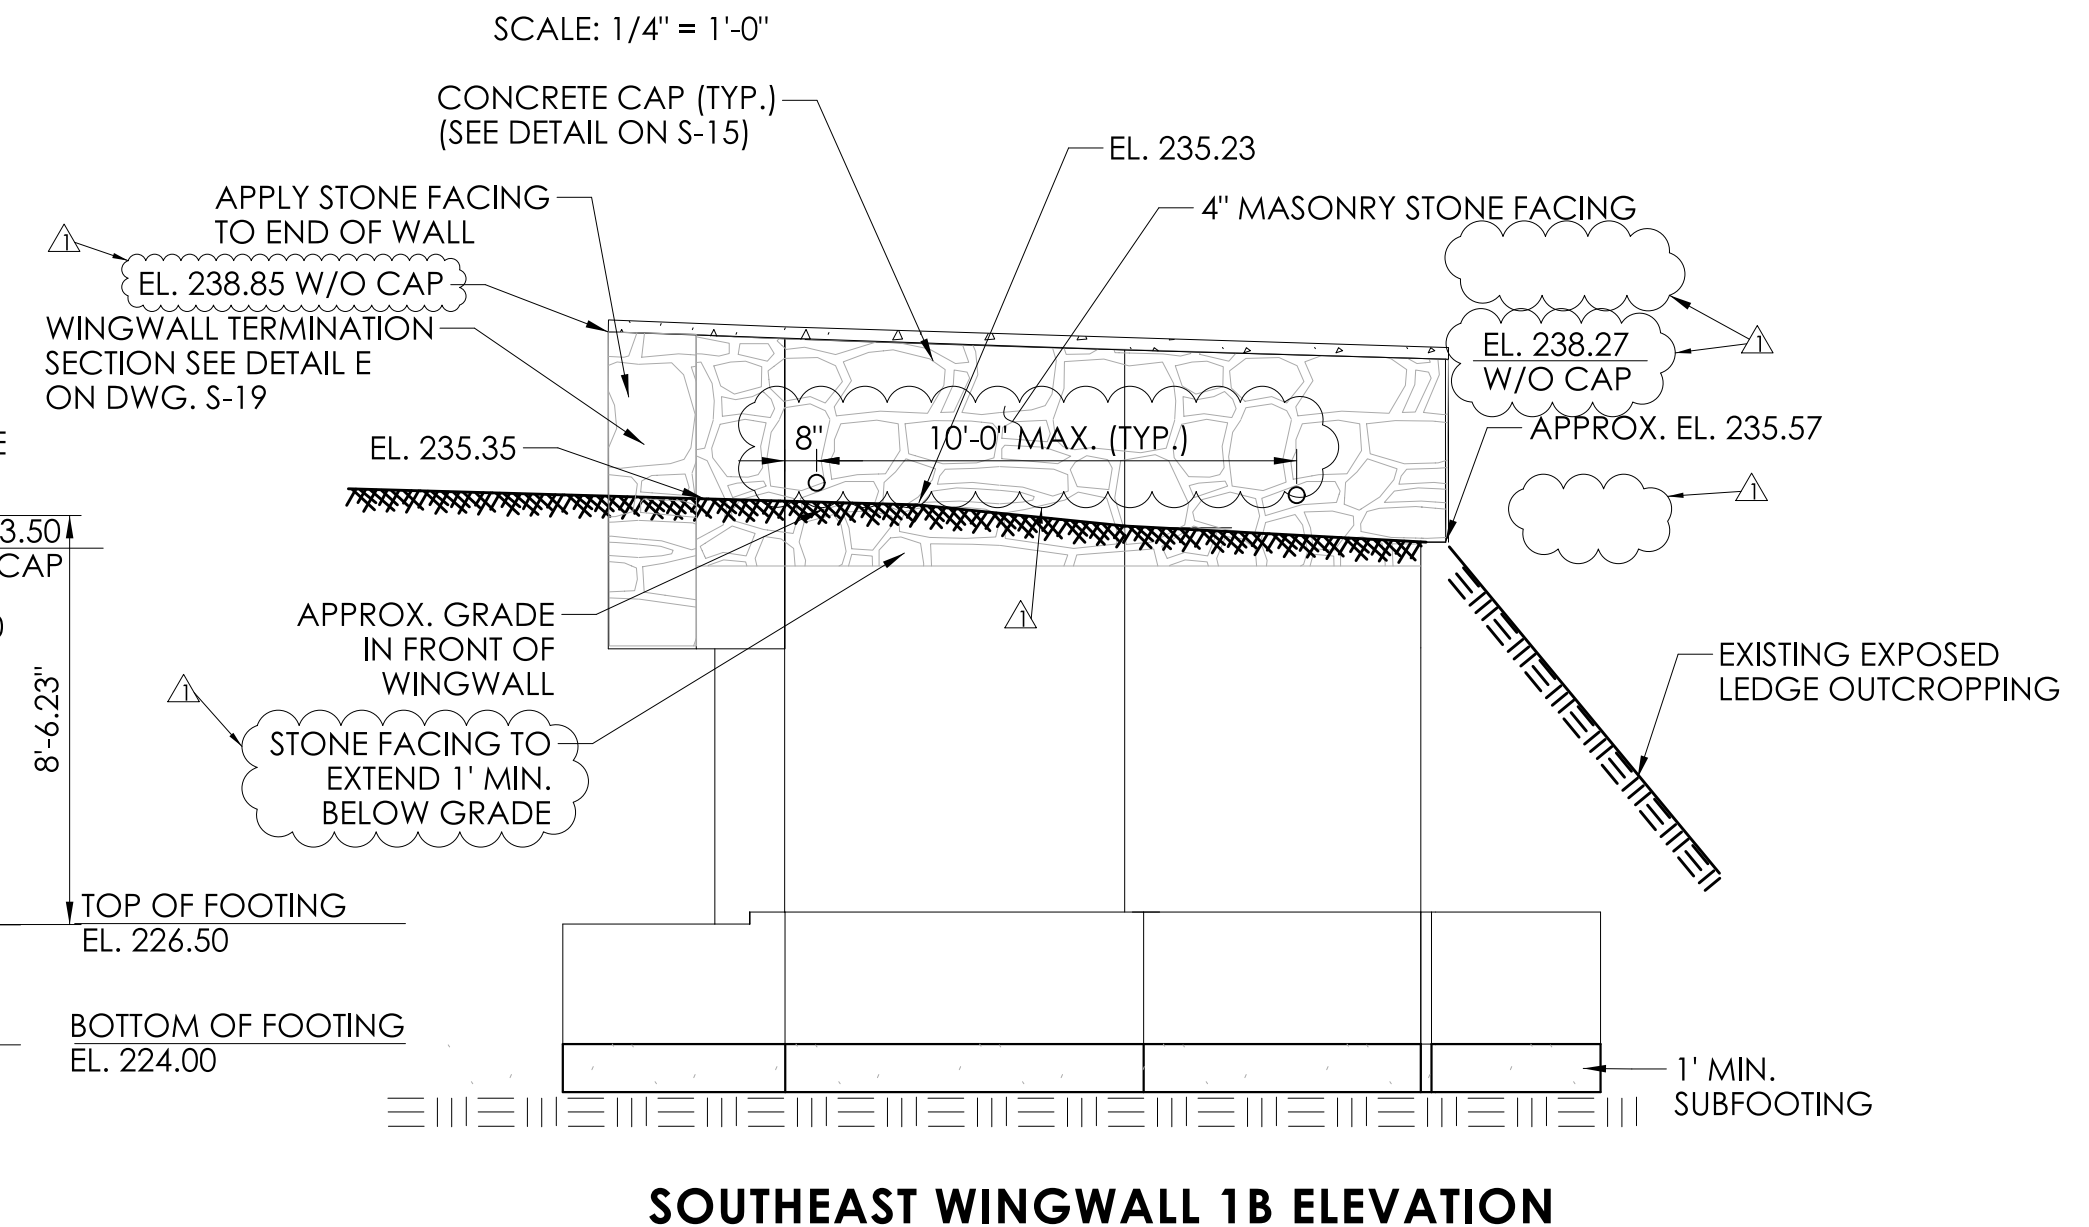 SCALE: 1/4" = 1'-0"
CONCRETE CAP (TYP.)
(SEE DETAIL ON S-15)
EL. 235.23
APPLY STONE FACING
TO END OF WALL
4" MASONRY STONE FACING
1
EL. 238.85 W/O CAP
WINGWALL TERMINATION
SECTION SEE DETAIL E
ON DWG. S-19
EL. 238.27
W/O CAP
1
APPROX. EL. 235.57
8"
10'-0" MAX. (TYP.)
EL. 235.35
E
1
3.50
CAP
APPROX. GRADE
IN FRONT OF
WINGWALL
1
EXISTING EXPOSED
LEDGE OUTCROPPING
8'-6.23"
1
STONE FACING TO
EXTEND 1' MIN.
BELOW GRADE
TOP OF FOOTING
EL. 226.50
BOTTOM OF FOOTING
EL. 224.00
1' MIN.
SUBFOOTING
SOUTHEAST WINGWALL 1B ELEVATION